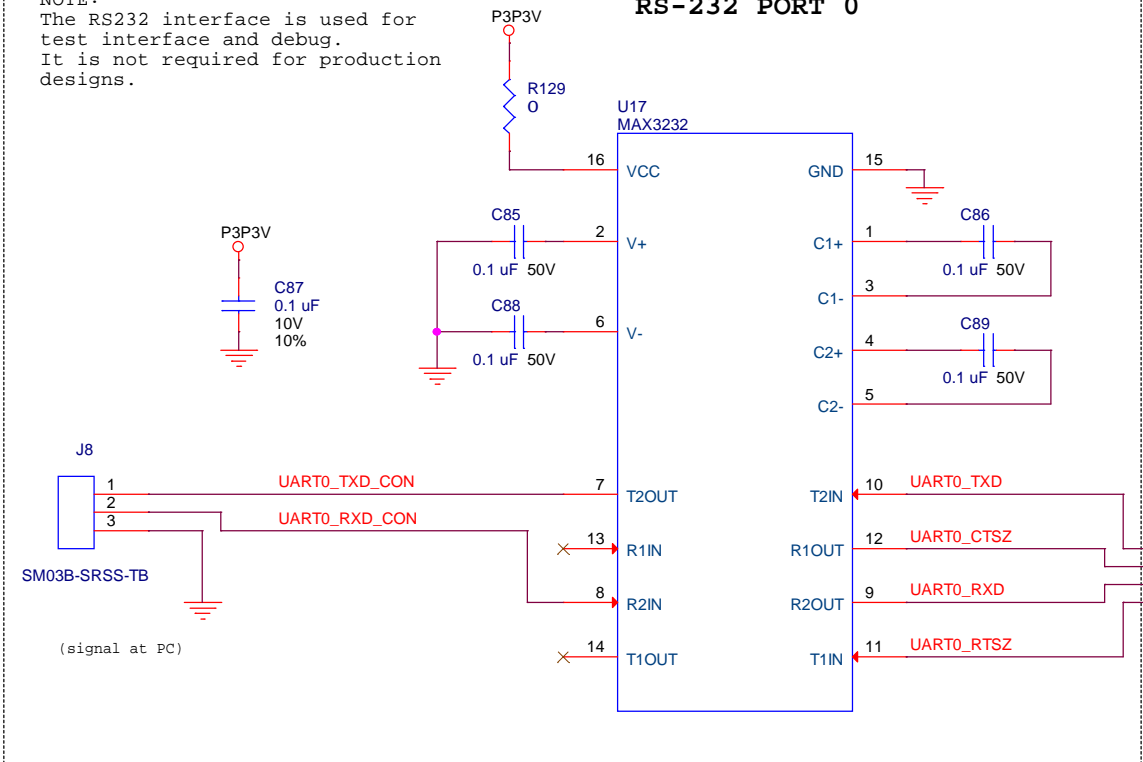 NOTE:
The RS232 interface is used for
test interface and debug.
It is not required for production
designs.
RS-232 PORT 0
P3P3V
R129
0
U17
MAX3232
16
VCC
GND
15
C85
2
V+
0.1 uF 50V
C86
1
C1+
0.1 uF 50V
3
C1-
P3P3V
C87
0.1 uF
10V
10%
C88
6
V-
0.1 uF 50V
C89
4
C2+
0.1 uF 50V
5
C2-
J8
1
2
3
SM03B-SRSS-TB
(signal at PC)
UART0_TXD_CON
7
T2OUT
T2IN
10
UART0_TXD
UART0_RXD_CON
13
R1IN
R1OUT
12
UART0_CTSZ
8
R2IN
R2OUT
9
UART0_RXD
14
T1OUT
T1IN
11
UART0_RTSZ